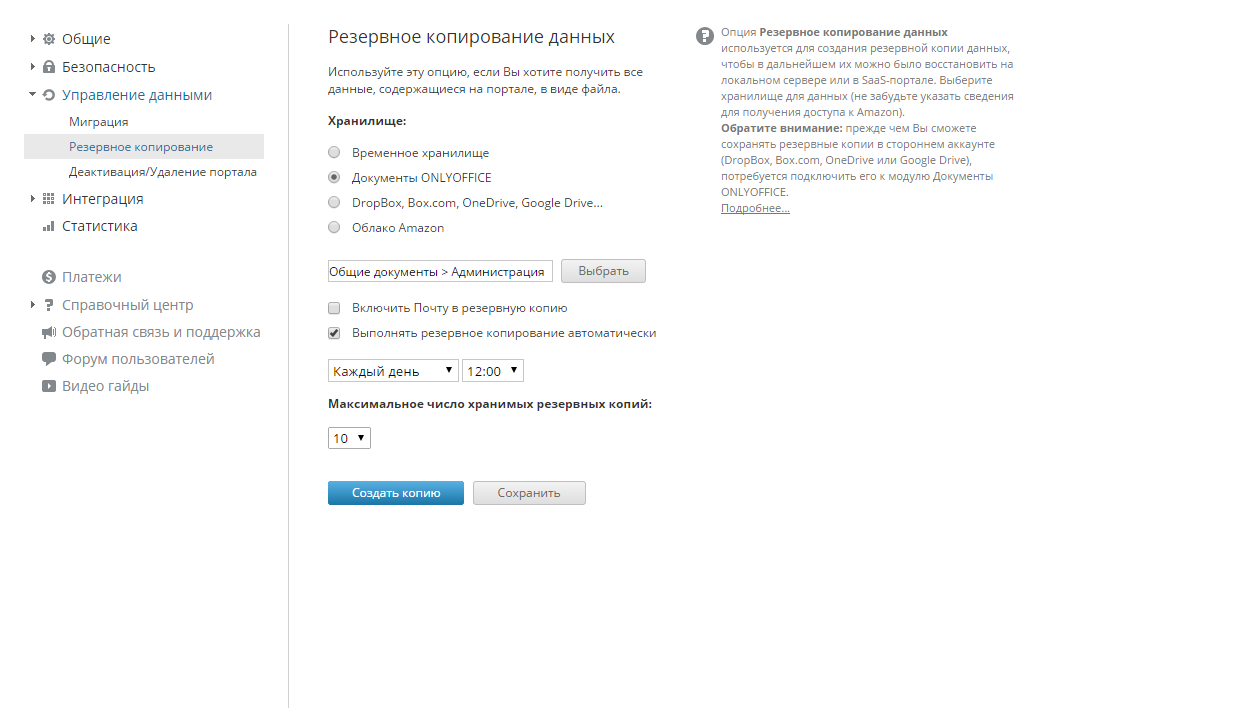 Общие
Безопасность
Управление данными
Миграция
Резервное копирование
Деактивация/Удаление портала
Интеграция
Статистика
Платежи
Справочный центр
Обратная связь и поддержка
Форум пользователей
Видео гайды
Резервное копирование данных
Используйте эту опцию, если Вы хотите получить все
данные, содержащиеся на портале, в виде файла.
Хранилище:
Временное хранилище
Документы ONLYOFFICE
DropBox, Box.com, OneDrive, Google Drive...
Облако Amazon
Общие документы > Администрация
Выбрать
Включить Почту в резервную копию
Выполнять резервное копирование автоматически
Каждый день 12:00
Максимальное число хранимых резервных копий:
10
Создать копию
Сохранить
Опция Резервное копирование данных
используется для создания резервной копии данных,
чтобы в дальнейшем их можно было восстановить на
локальном сервере или в SaaS-портале. Выберите
хранилище для данных (не забудьте указать сведения
для получения доступа к Amazon).
Обратите внимание: прежде чем Вы сможете
сохранять резервные копии в стороннем аккаунте
(DropBox, Box.com, OneDrive или Google Drive),
потребуется подключить его к модулю Документы
ONLYOFFICE.
Подробнее...